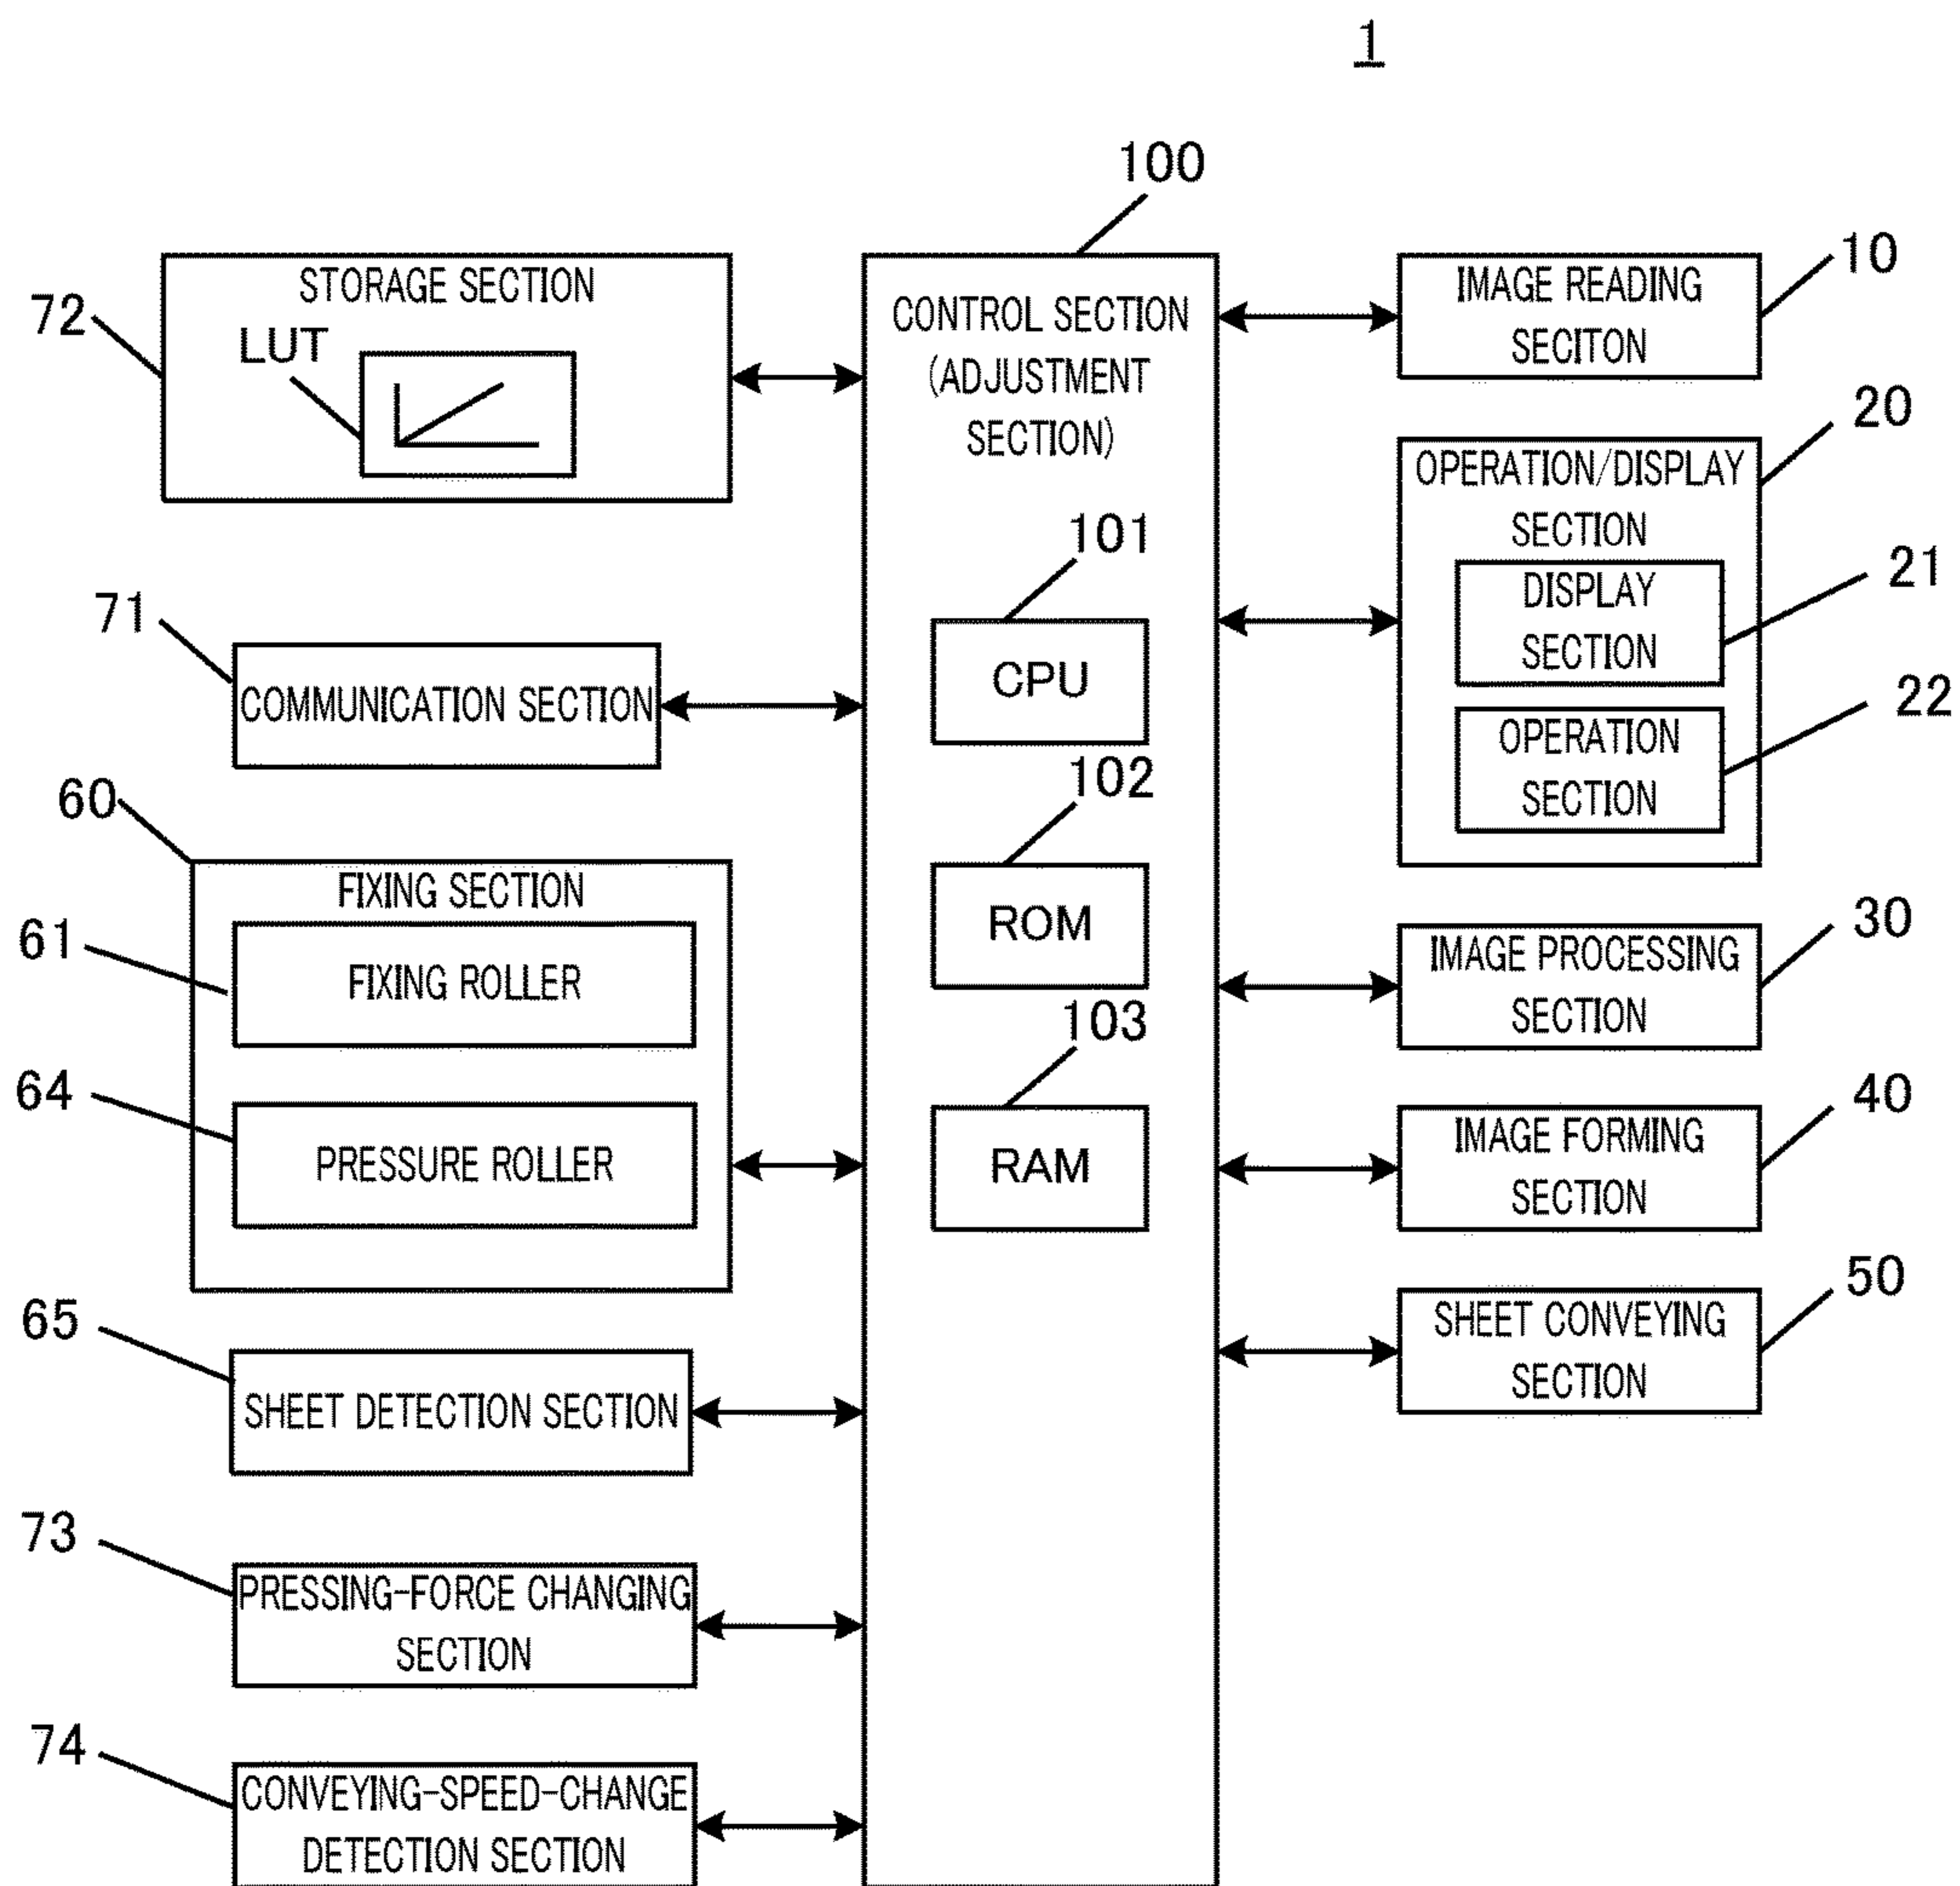 1
100
STORAGE SECTION
72
LUT
71
COMMUNICATION SECTION
60
FIXING SECTION
61
FIXING ROLLER
64
PRESSURE ROLLER
65
SHEET DETECTION SECTION
73
PRESSING-FORCE CHANGING
SECTION
74
CONVEYING-SPEED-CHANGE
DETECTION SECTION
CONTROL SECTION
(ADJUSTMENT
SECTION)
101
CPU
102
ROM
103
RAM
10
IMAGE READING
SECITON
20
OPERATION/DISPLAY
SECTION
21
DISPLAY
SECTION
22
OPERATION
SECTION
30
IMAGE PROCESSING
SECTION
40
IMAGE FORMING
SECTION
50
SHEET CONVEYING
SECTION